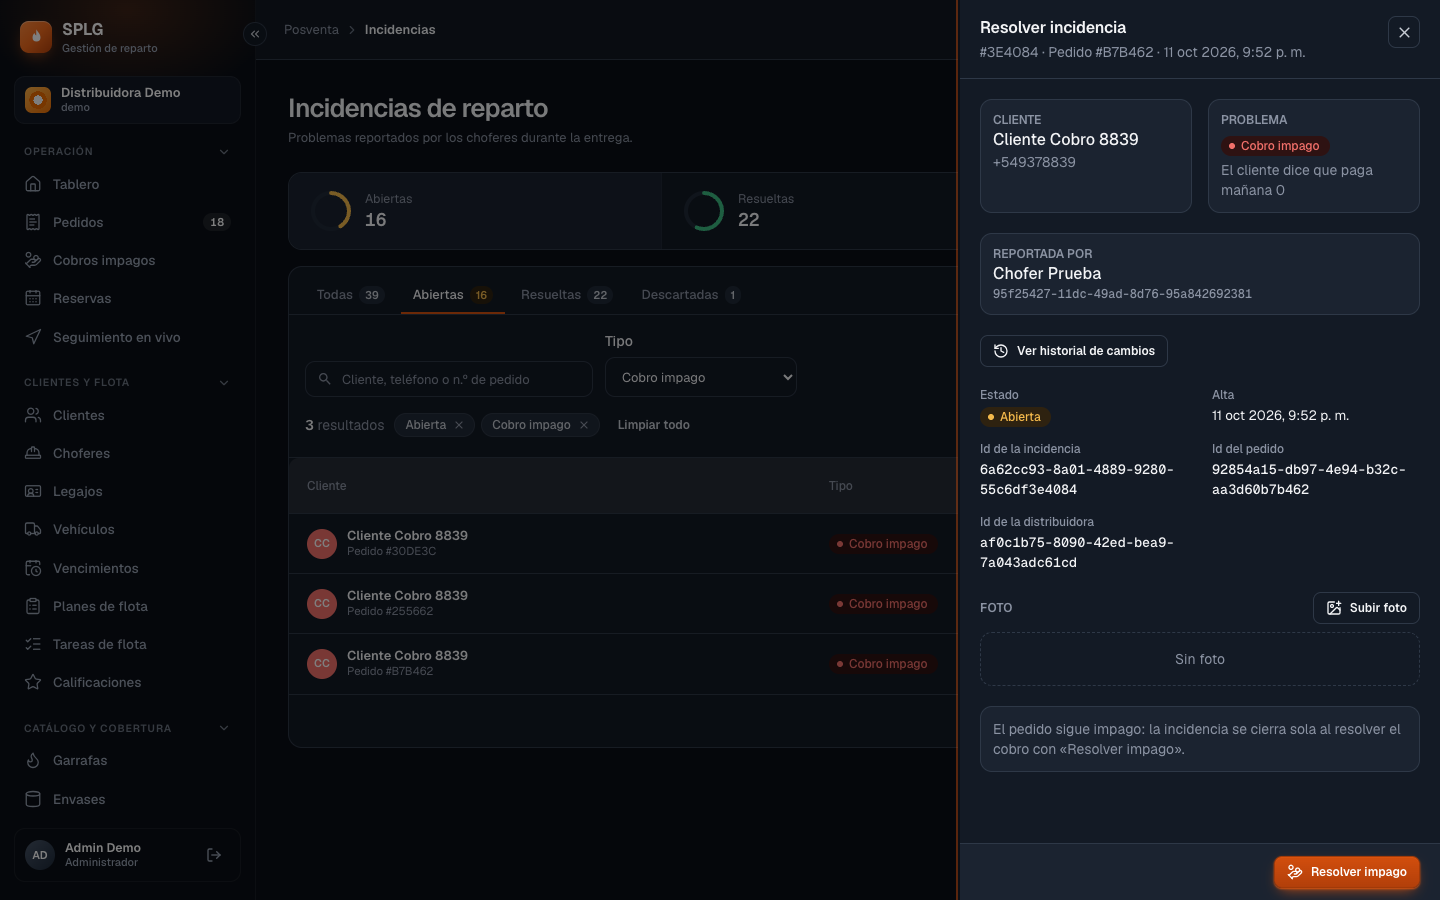 SPLG
Gestión de reparto
Distribuidora Demo
demo
OPERACIÓN
Tablero
Pedidos 18
Cobros impagos
Reservas
Seguimiento en vivo
CLIENTES Y FLOTA
Clientes
Choferes
Legajos
Vehículos
Vencimientos
Planes de flota
Tareas de flota
Calificaciones
CATÁLOGO Y COBERTURA
Garrafas
Envases
AD
Admin Demo
Administrador
Posventa > Incidencias
Incidencias de reparto
Problemas reportados por los choferes durante la entrega.
Abiertas
16
Resueltas
22
Todas 39 Abiertas 16 Resueltas 22 Descartadas 1
Tipo
Cliente, teléfono o n.º de pedido
Cobro impago
3 resultados Abierta × Cobro impago × Limpiar todo
Cliente Tipo
CC Cliente Cobro 8839 Cobro impago
Pedido #30DE3C
CC Cliente Cobro 8839 Cobro impago
Pedido #255662
CC Cliente Cobro 8839 Cobro impago
Pedido #B7B462
Resolver incidencia
#3E4084 · Pedido #B7B462 · 11 oct 2026, 9:52 p. m.
CLIENTE
Cliente Cobro 8839
+549378839
PROBLEMA
Cobro impago
El cliente dice que paga
mañana 0
REPORTADA POR
Chofer Prueba
95f25427-11dc-49ad-8d76-95a842692381
Ver historial de cambios
Estado
Abierta
Alta
11 oct 2026, 9:52 p. m.
Id de la incidencia
6a62cc93-8a01-4889-9280-
55c6df3e4084
Id del pedido
92854a15-db97-4e94-b32c-
aa3d60b7b462
Id de la distribuidora
af0c1b75-8090-42ed-bea9-
7a043adc61cd
FOTO
Subir foto
Sin foto
El pedido sigue impago: la incidencia se cierra sola al resolver el
cobro con «Resolver impago».
Resolver impago